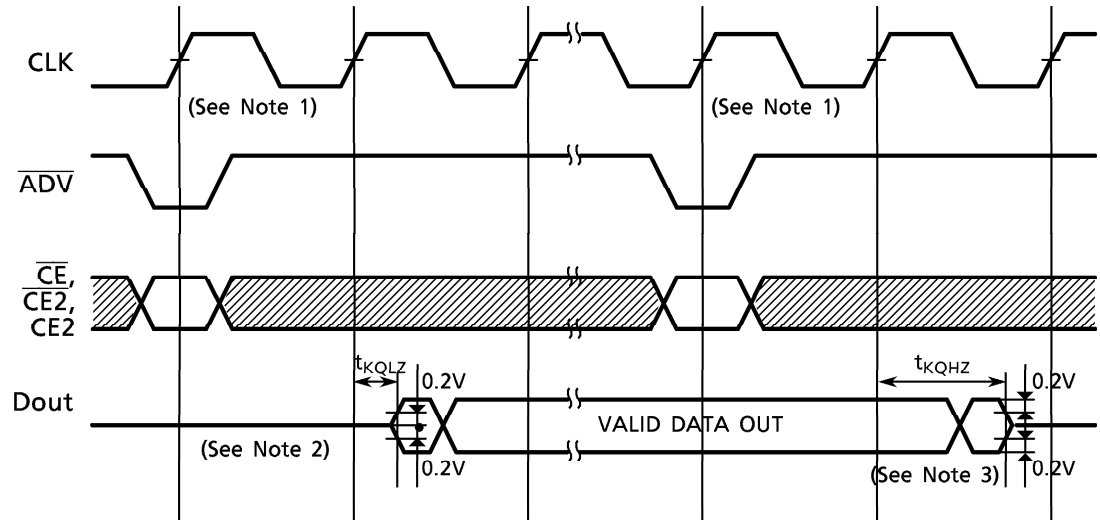 CLK
(See Note 1)
(See Note 1)
ADV
CE,
CE2,
CE2
tKQLZ
0.2V
tKQHZ
0.2V
Dout
VALID DATA OUT
(See Note 2)
0.2V
(See Note 3)
0.2V